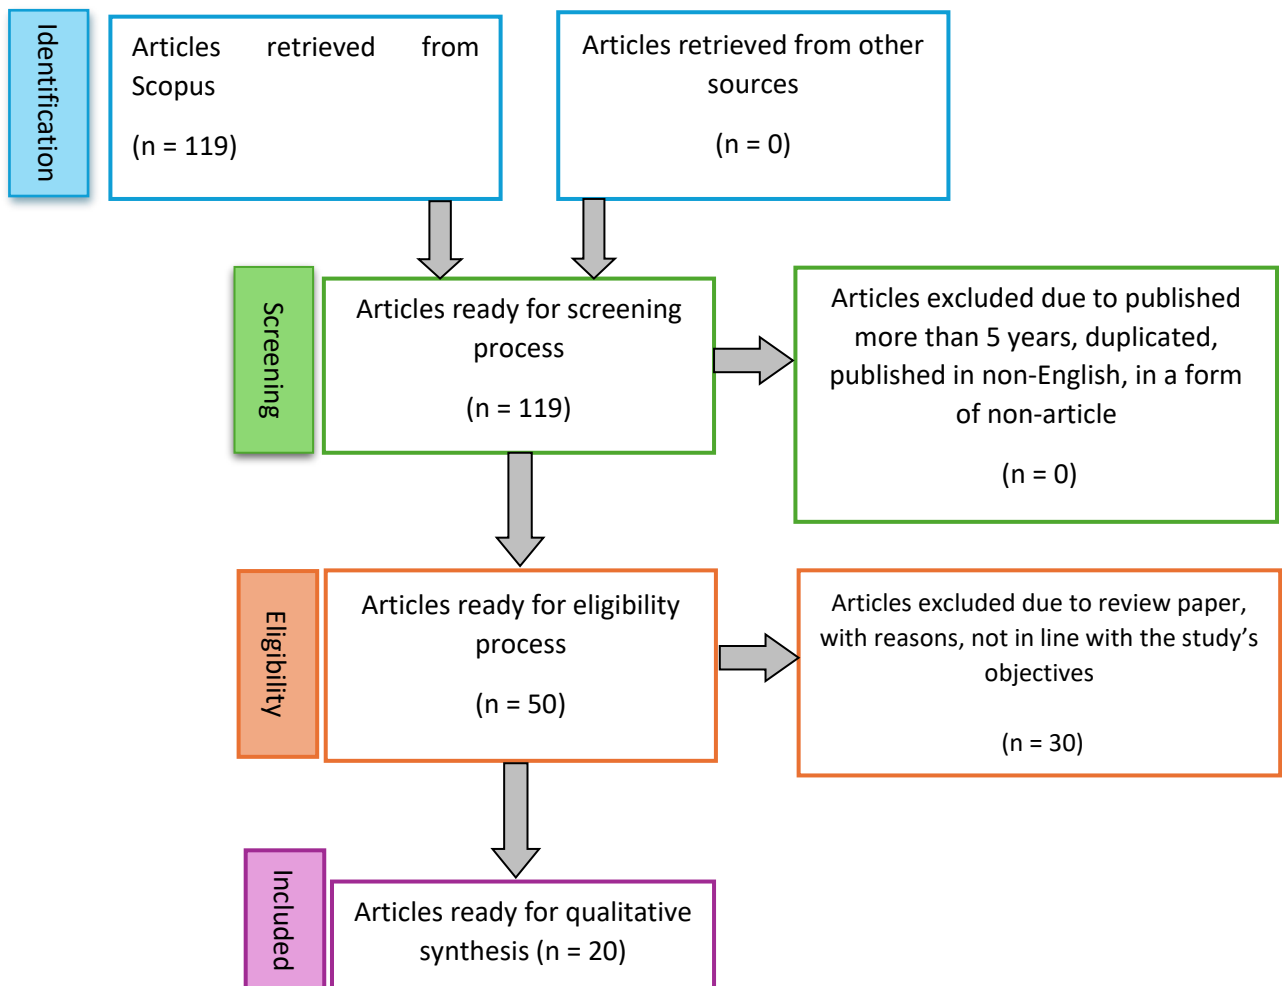 Identification
Articles retrieved from
Scopus
(n = 119)
Articles retrieved from other
sources
(n = 0)
Screening
Articles ready for screening
process
(n = 119)
Articles excluded due to published
more than 5 years, duplicated,
published in non-English, in a form
of non-article
(n = 0)
Eligibility
Articles ready for eligibility
process
(n = 50)
Articles excluded due to review paper,
with reasons, not in line with the study’s
objectives
(n = 30)
Included
Articles ready for qualitative
synthesis (n = 20)